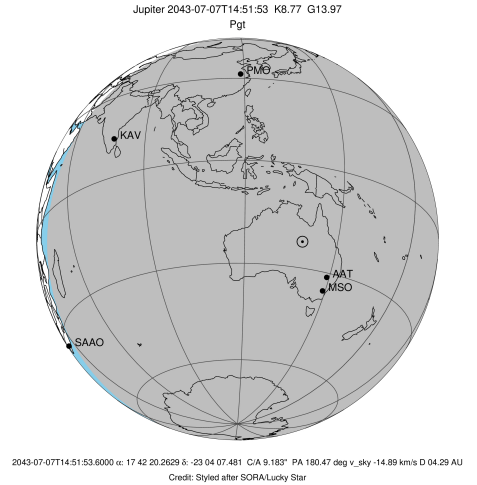 Jupiter 2043-07-07T14:51:53 K8.77 G13.97
Pgt
PMO
KAV
AAT
MSO
SAAO
2043-07-07T14:51:53.6000 α: 17 42 20.2629 δ: -23 04 07.481 C/A 9.183" PA 180.47 deg v_sky -14.89 km/s D 04.29 AU
Credit: Styled after SORA/Lucky Star